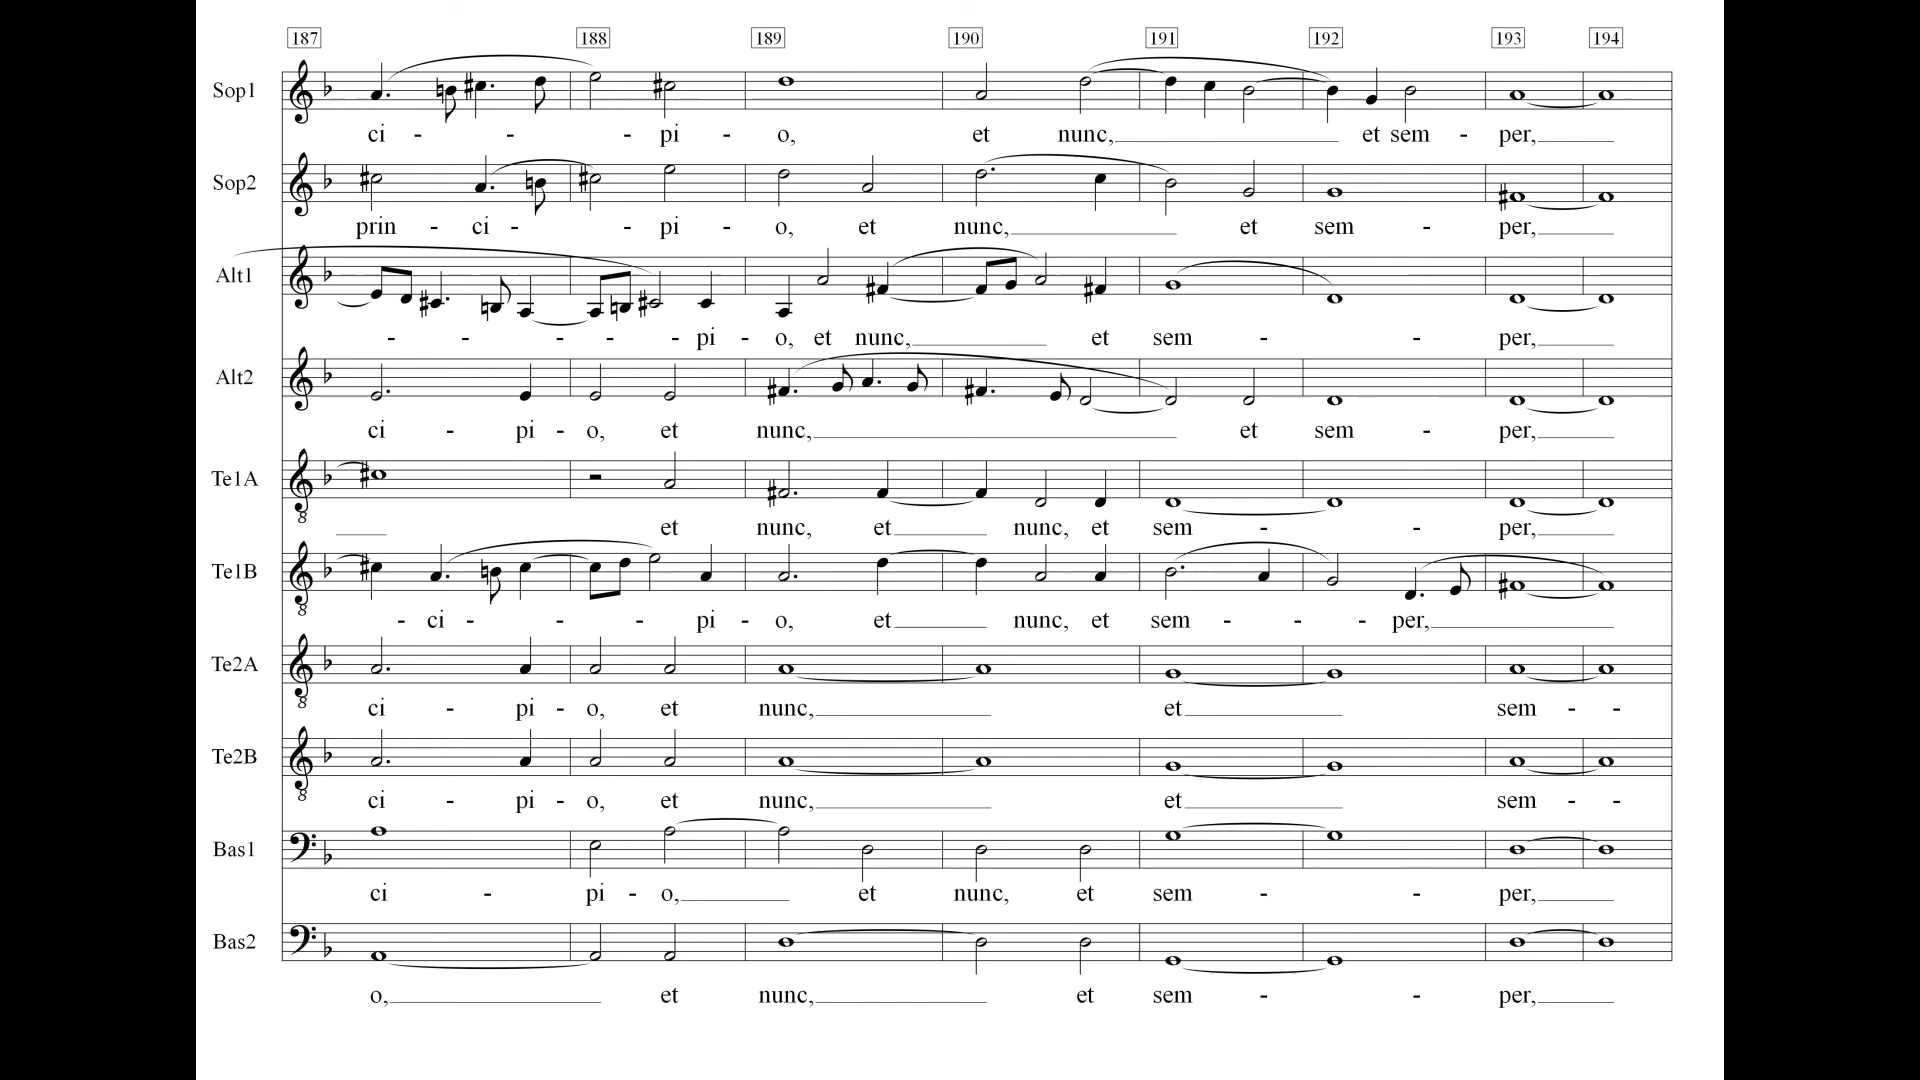 187 188 189 190 191 192 193 194
Sop1
ci - - - pi - o, et nunc, et sem - per,
Sop2
prin - ci - - pi - o, et nunc, et sem - per,
Alt1
- - - - - pi - o, et nunc, et sem - - per,
Alt2
ci - pi - o, et nunc, et sem - per,
Te1A
8
et nunc, et nunc, et sem - - per,
Te1B
8
- ci - - - pi - o, et nunc, et sem - - - per,
Te2A
8
ci - pi - o, et nunc, et sem - -
Te2B
8
ci - pi - o, et nunc, et sem - -
Bas1
ci - pi - o, et nunc, et sem - - per,
Bas2
o, et nunc, et sem - - per,